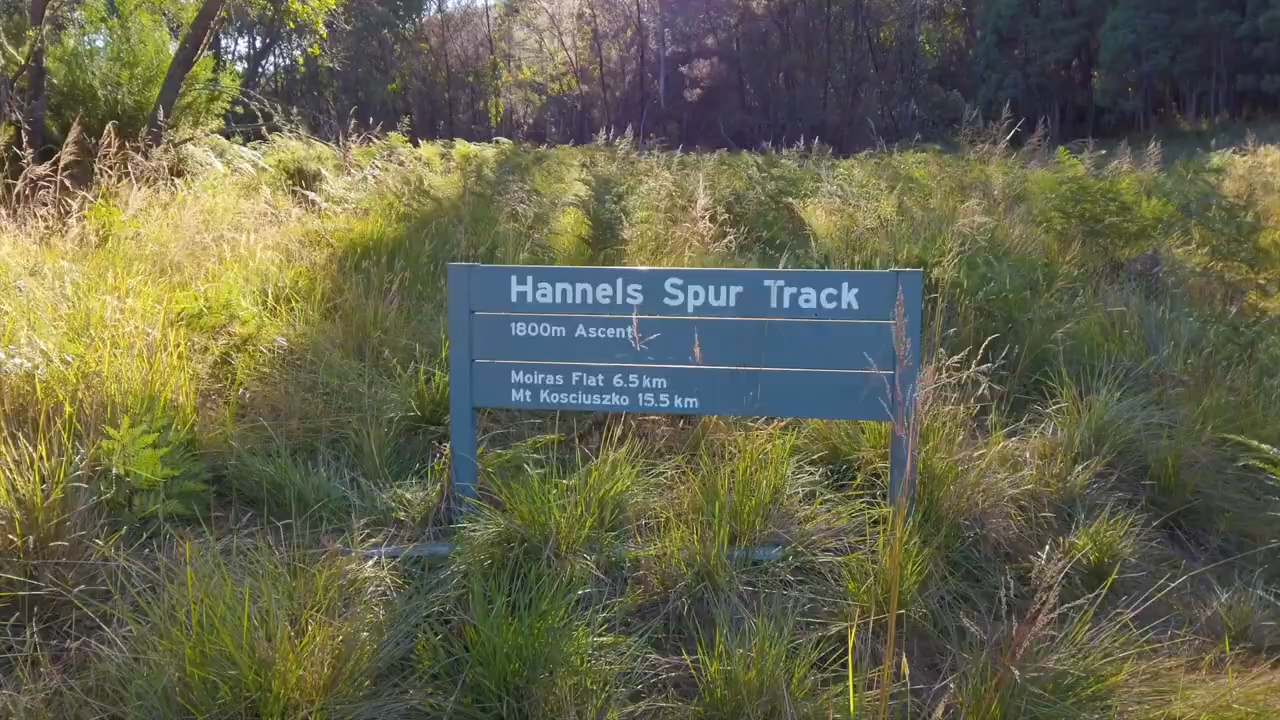 Hannels Spur Track
1800m Ascent
Moiras Flat 6.5 km
Mt Kosciuszko 15.5 km